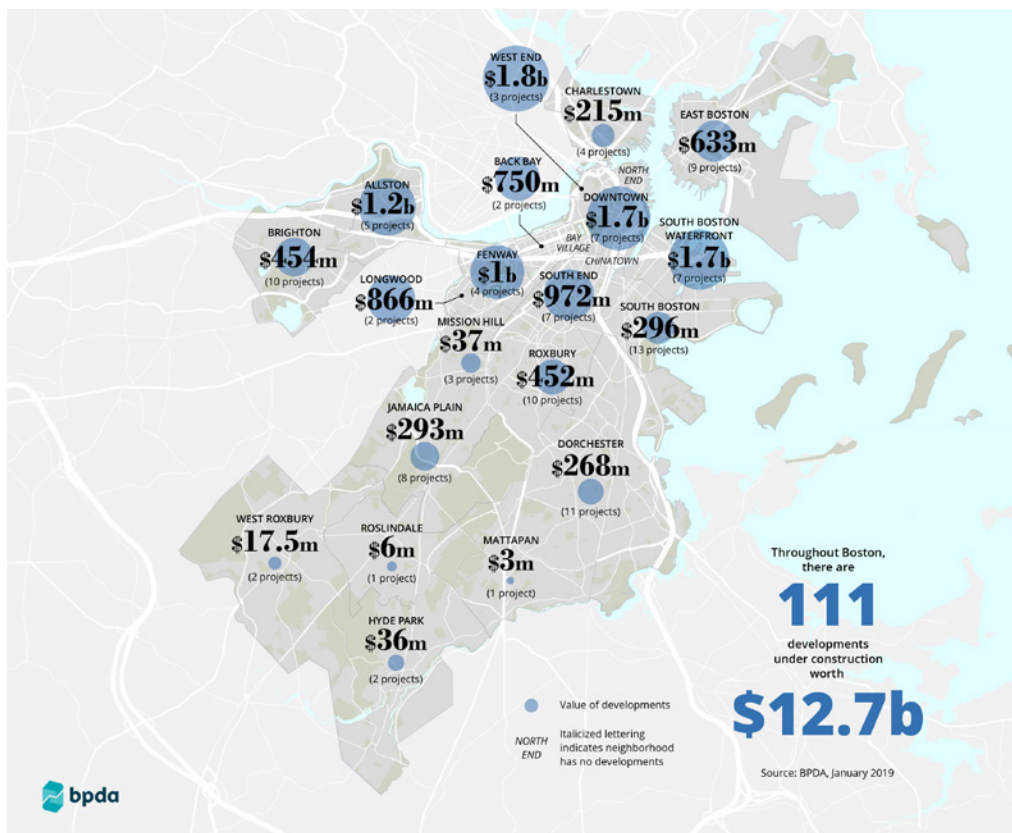 WEST END
$1.8b
(3 projects)
CHARLESTOWN
$215m
(4 projects)
EAST BOSTON
$633m
(9 projects)
BACK BAY
$750m
(2 projects)
NORTH
END
ALLSTON
$1.2b
(5 projects)
DOWNTOWN
$1.7b
(7 projects)
SOUTH BOSTON
WATERFRONT
$1.7b
(7 projects)
BRIGHTON
$454m
(10 projects)
BAY
VILLAGE
CHINATOWN
FENWAY
$1b
(4 projects)
LONGWOOD
$866m
(2 projects)
SOUTH END
$972m
(7 projects)
SOUTH BOSTON
$296m
(13 projects)
MISSION HILL
$37m
(3 projects)
ROXBURY
$452m
(10 projects)
JAMAICA PLAIN
$293m
(8 projects)
DORCHESTER
$268m
(11 projects)
WEST ROXBURY
$17.5m
(2 projects)
ROSLINDALE
$6m
(1 project)
MATTAPAN
$3m
(1 project)
HYDE PARK
$36m
(2 projects)
Throughout Boston,
there are
111
developments
under construction
worth
$12.7b
Source: BPDA, January 2019
Value of developments
NORTH
END
Italicized lettering
indicates neighborhood
has no developments
bpda